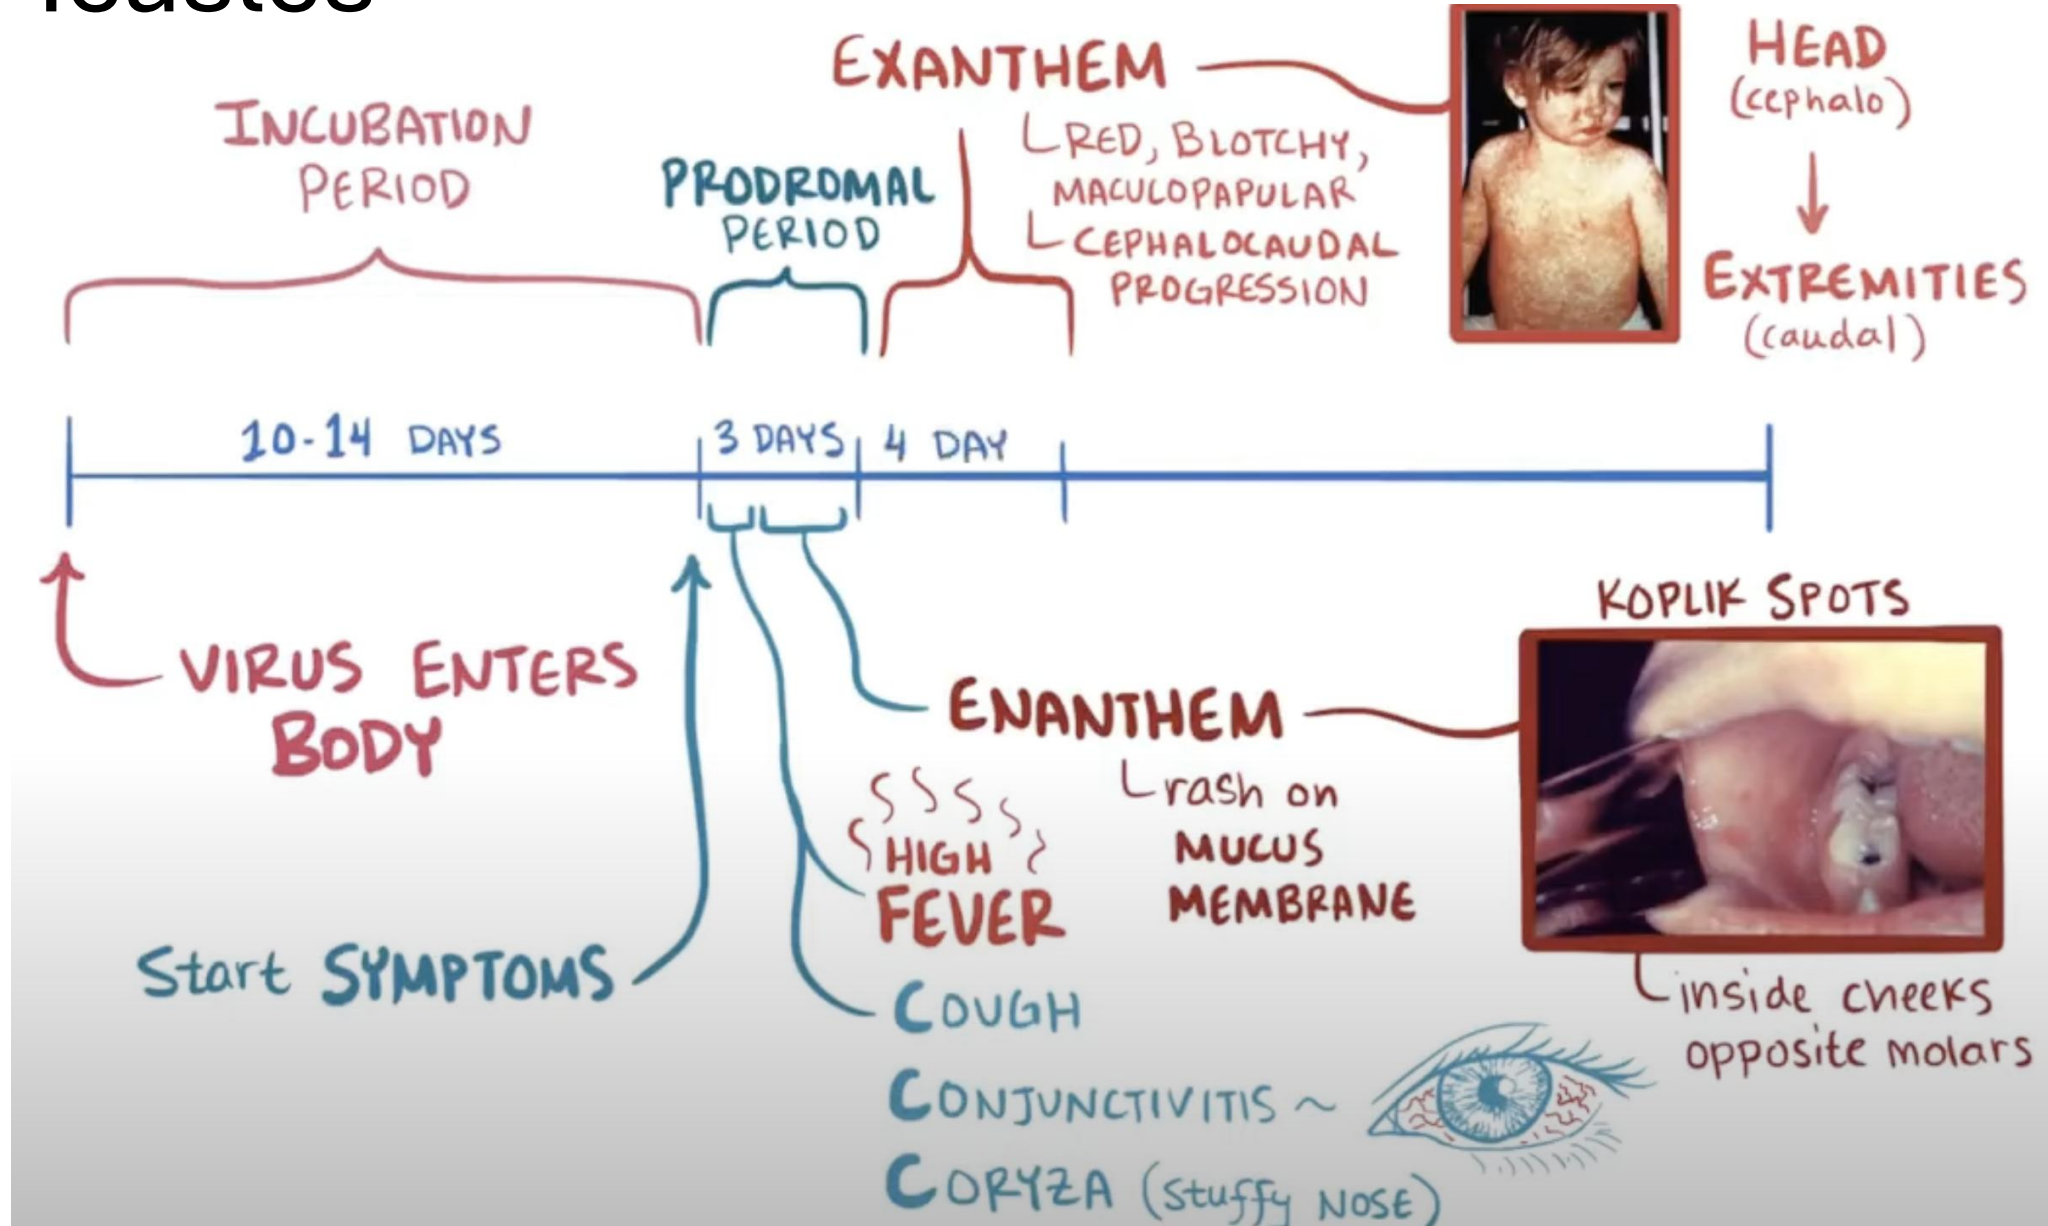 EXANTHEM
RED, BLOTCHY,
MACULOPAPULAR
CEPHALOCAUDAL
PROGRESSION
HEAD
(cephalo)
EXTREMITIES
(caudal)
INCUBATION
PERIOD
PRODROMAL
PERIOD
10-14 DAYS
3 DAYS
4 DAY
VIRUS ENTERS
BODY
Start SYMPTOMS
ENANTHEM
rash on
MUCUS
MEMBRANE
KOPLIK SPOTS
inside cheeks
opposite molars
HIGH
FEVER
COUGH
CONJUNCTIVITIS ~
CORYZA (stuffy NOSE)